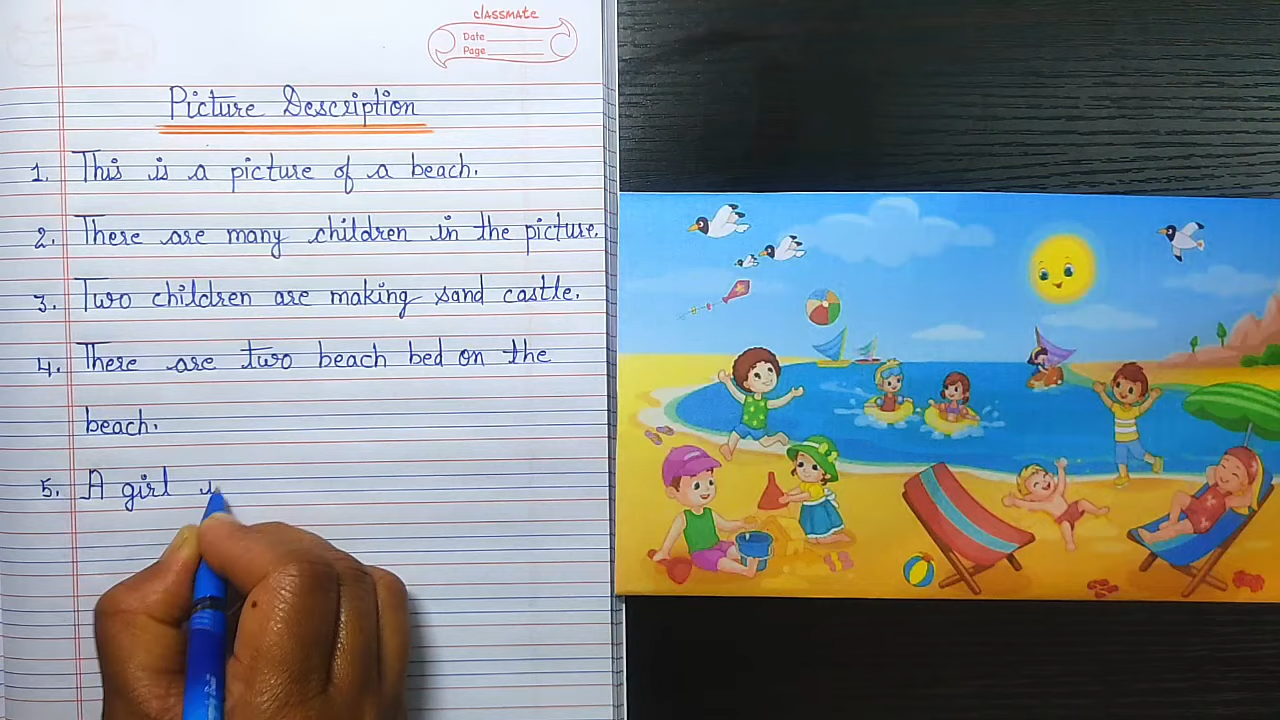 CLASSMATE
Date
Page
Picture Description
1. This is a picture of a beach.
2. There are many children in the picture.
3. Two children are making sand castle.
4. There are two beach bed on the
beach.
5. A girl